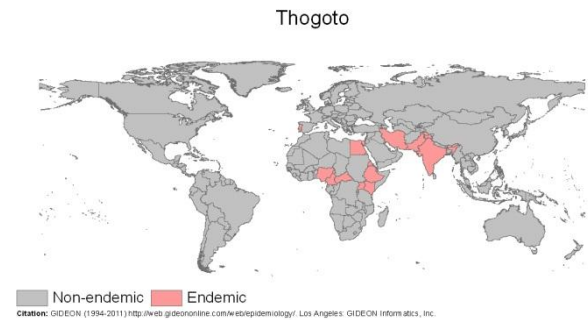 Thogoto
Non-endemic Endemic
Citation: GIDEON (1994-2011) http://web.gideononline.com/web/epidemiology/. Los Angeles: GIDEON Informatics, Inc.